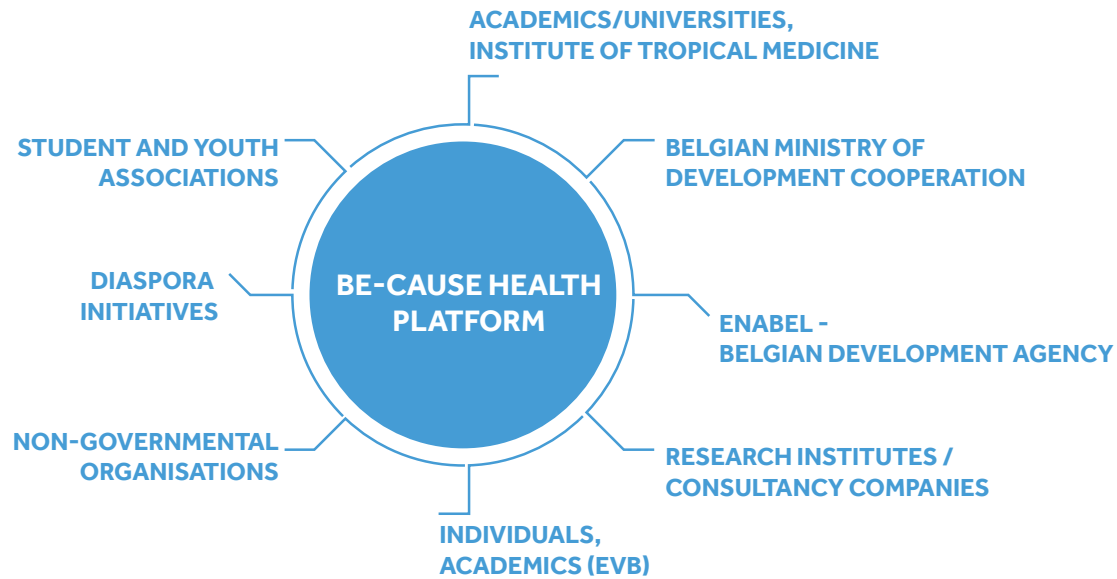 ACADEMICS/UNIVERSITIES,
INSTITUTE OF TROPICAL MEDICINE
STUDENT AND YOUTH
ASSOCIATIONS
BELGIAN MINISTRY OF
DEVELOPMENT COOPERATION
DIASPORA
INITIATIVES
BE-CAUSE HEALTH
PLATFORM
ENABEL -
BELGIAN DEVELOPMENT AGENCY
NON-GOVERNMENTAL
ORGANISATIONS
RESEARCH INSTITUTES /
CONSULTANCY COMPANIES
INDIVIDUALS,
ACADEMICS (EVB)